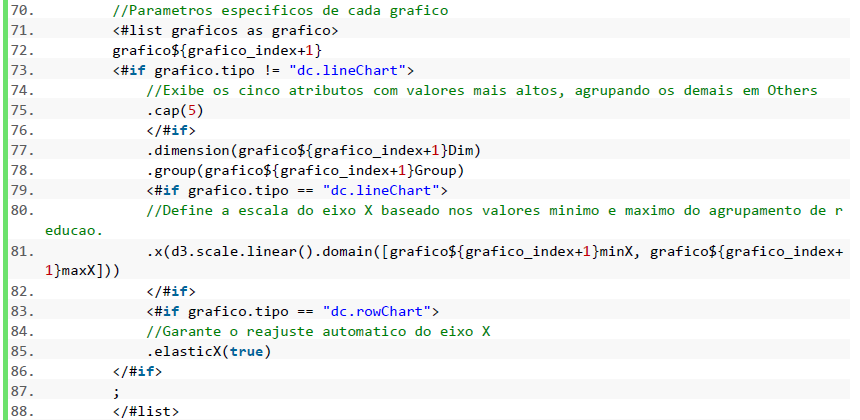 70. //Parametros especificos de cada grafico
71. <#list graficos as grafico>
72. grafico${grafico_index+1}
73. <#if grafico.tipo != "dc.lineChart">
74. //Exibe os cinco atributos com valores mais altos, agrupando os demais em Others
75. .cap(5)
76. </#if>
77. .dimension(grafico${grafico_index+1}Dim)
78. .group(grafico${grafico_index+1}Group)
79. <#if grafico.tipo == "dc.lineChart">
80. //Define a escala do eixo X baseado nos valores minimo e maximo do agrupamento de r
educao.
81. .x(d3.scale.linear().domain([grafico${grafico_index+1}minX, grafico${grafico_index+
1}maxX]))
82. </#if>
83. <#if grafico.tipo == "dc.rowChart">
84. //Garante o reajuste automatico do eixo X
85. .elasticX(true)
86. </#if>
87. ;
88. </#list>